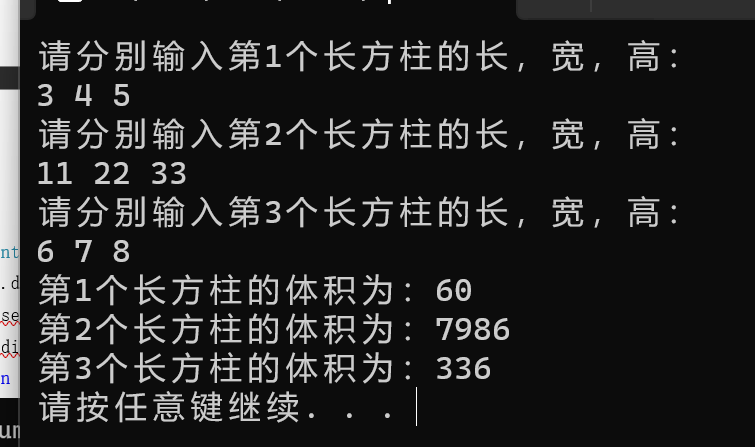 请分别输入第1个长方柱的长，宽，高：
3 4 5
请分别输入第2个长方柱的长，宽，高：
11 22 33
请分别输入第3个长方柱的长，宽，高：
6 7 8
第1个长方柱的体积为：60
第2个长方柱的体积为：7986
第3个长方柱的体积为：336
请按任意键继续. . .
nt
.d
se
di
n
um